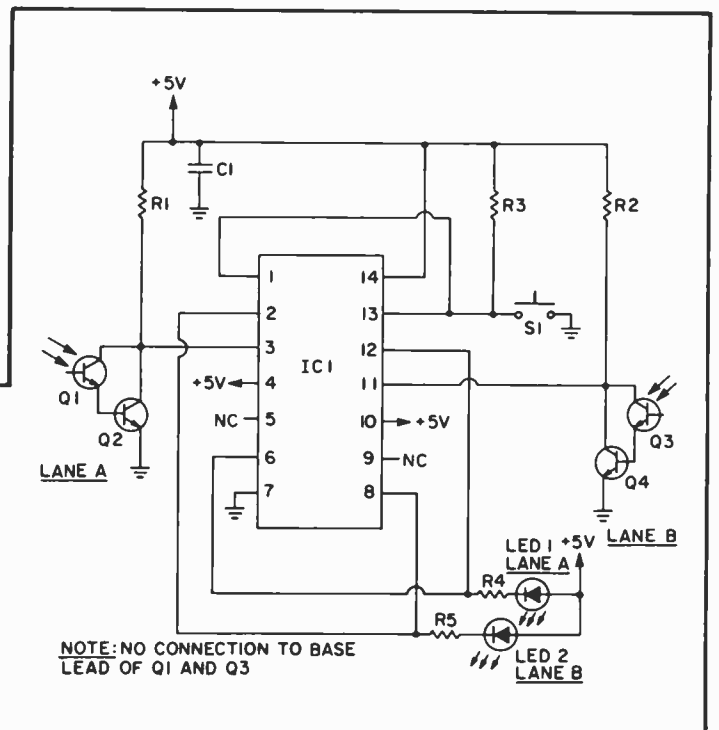 +5V
C1
R1
R3
R2
1
14
2
13
S1
3
12
IC1
+5V
4
11
Q1
NC
5
10
+5V
Q2
6
9
NC
Q3
LANE A
7
8
Q4
LANE B
LED 1
+5V
LANE A
R4
R5
NOTE: NO CONNECTION TO BASE
LEAD OF Q1 AND Q3
LED 2
LANE B